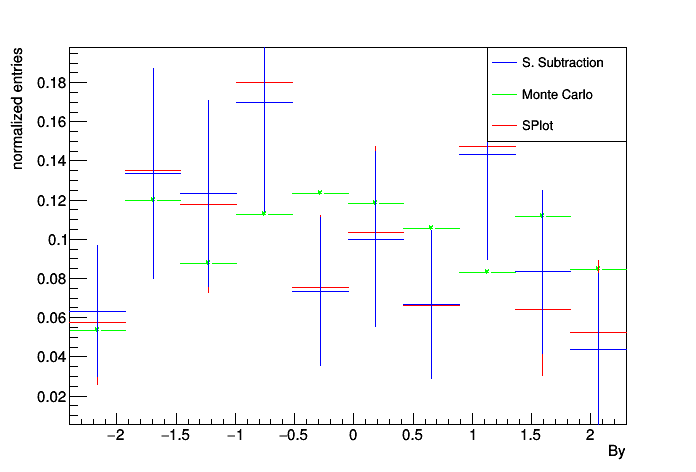 normalized entries
0.18
0.16
0.14
0.12
0.1
0.08
0.06
0.04
0.02
S. Subtraction
Monte Carlo
SPlot
−2 −1.5 −1 −0.5 0 0.5 1 1.5 2
By